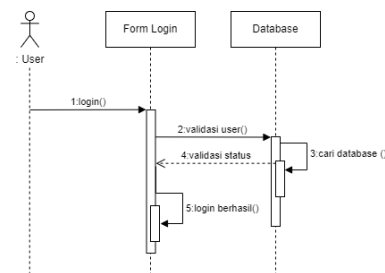 Form Login
Database
: User
1:login()
2:validasi user()
3:cari database ()
4:validasi status
5:login berhasil()